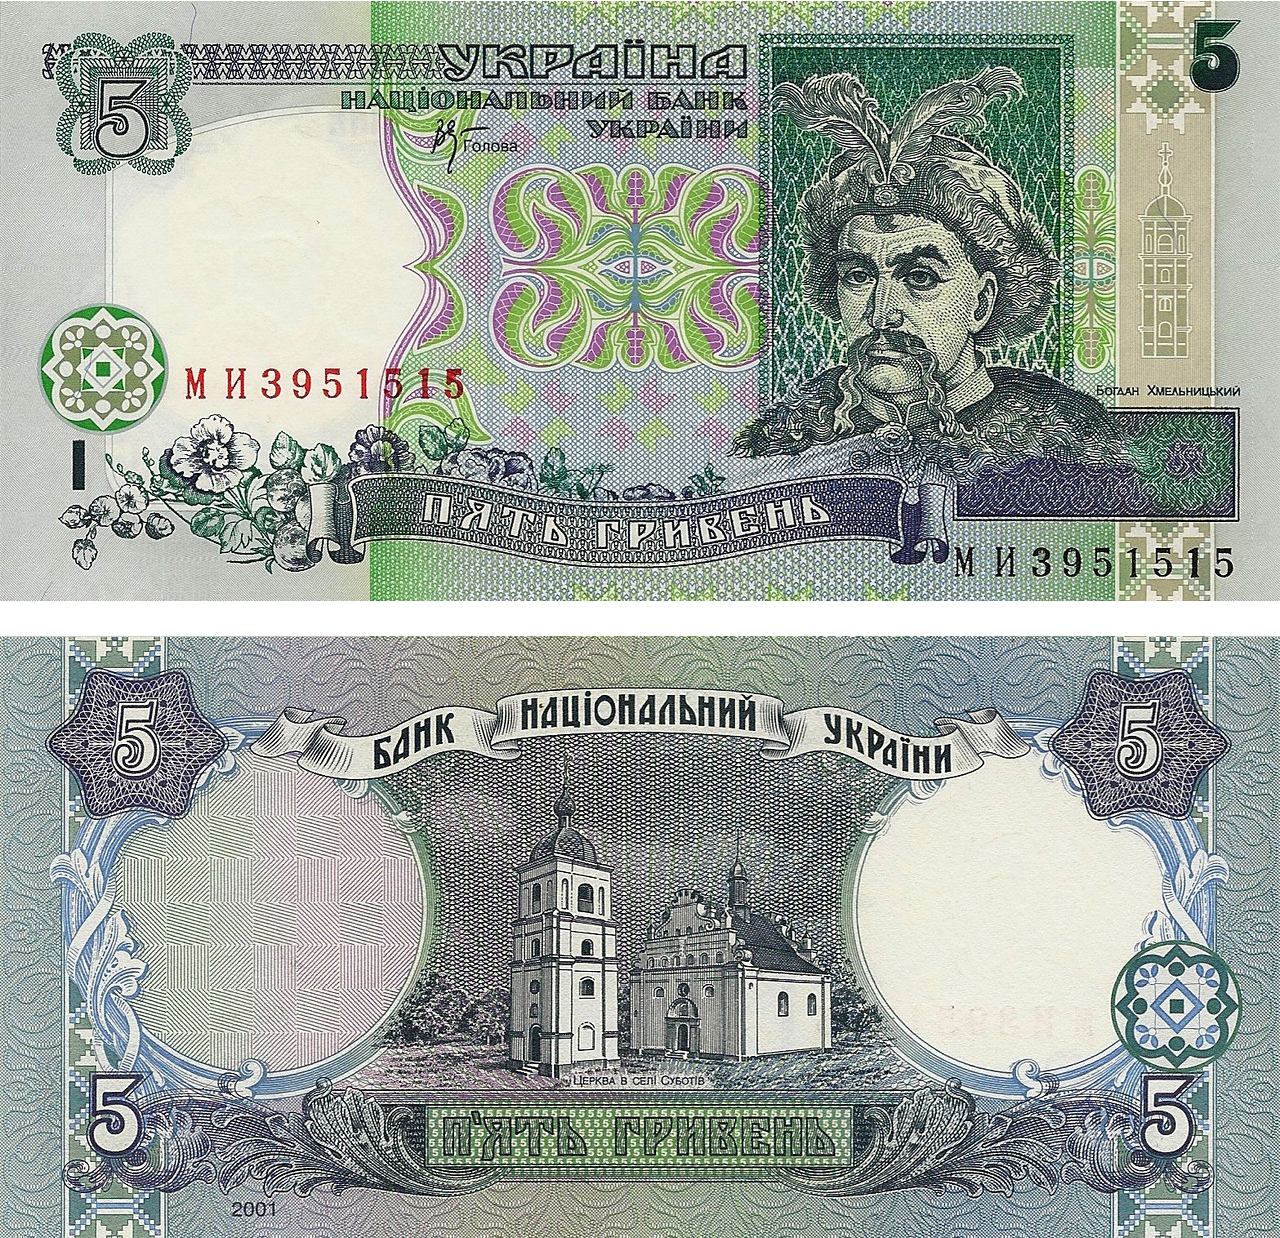 5
УКРАЇНА
5
НАЦІОНАЛЬНИЙ БАНК
УКРАЇНИ
Голова
МИ3951515
Богдан Хмельницький
П'ЯТЬ ГРИВЕНЬ
МИ3951515
5
БАНК НАЦІОНАЛЬНИЙ УКРАЇНИ
5
Церква в селі Суботів
5
П'ЯТЬ ГРИВЕНЬ
5
2001